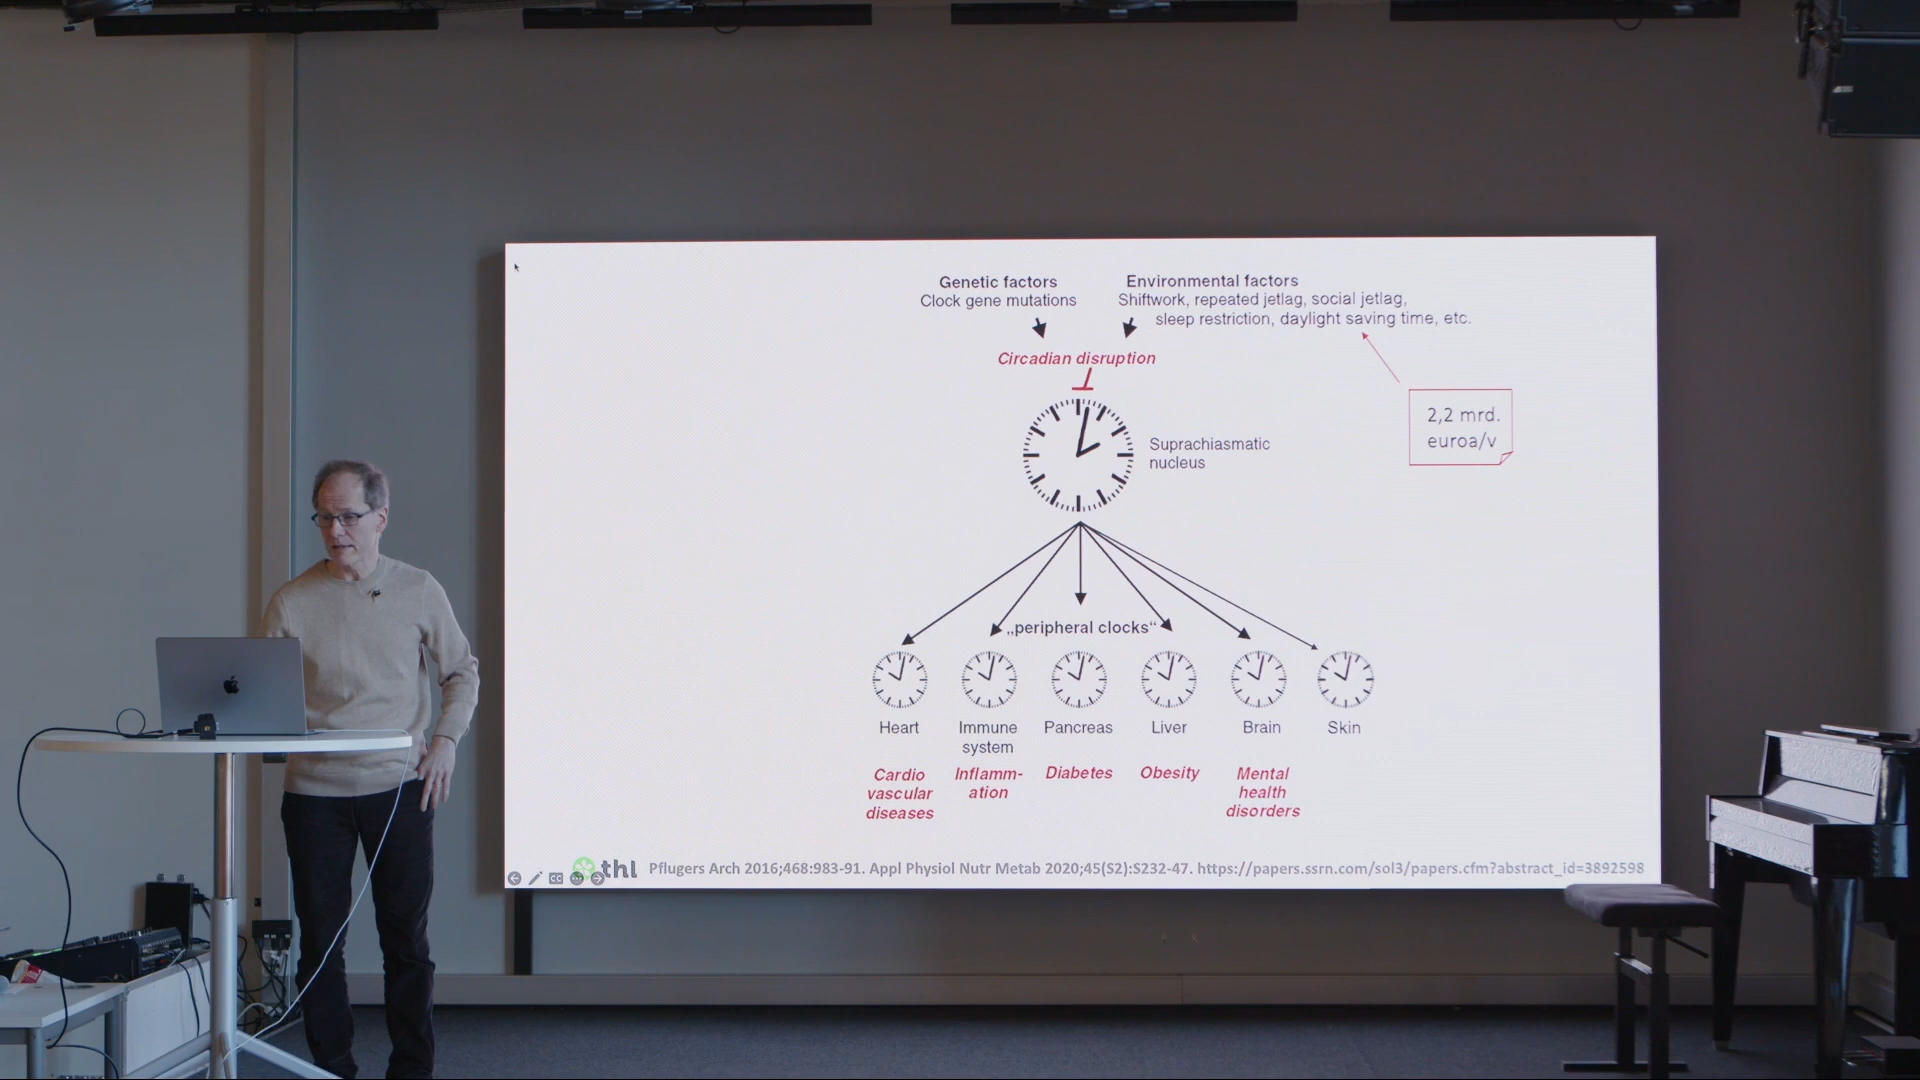 Genetic factors
Clock gene mutations
Environmental factors
Shiftwork, repeated jetlag, social jetlag,
sleep restriction, daylight saving time, etc.
Circadian disruption
2,2 mrd.
euroa/v
Suprachiasmatic
nucleus
„peripheral clocks“
Heart
Immune
system
Pancreas
Liver
Brain
Skin
Cardio
vascular
diseases
Inflamm-
ation
Diabetes
Obesity
Mental
health
disorders
CC
thl
Pflugers Arch 2016;468:983-91. Appl Physiol Nutr Metab 2020;45(S2):S232-47. https://papers.ssrn.com/sol3/papers.cfm?abstract_id=3892598